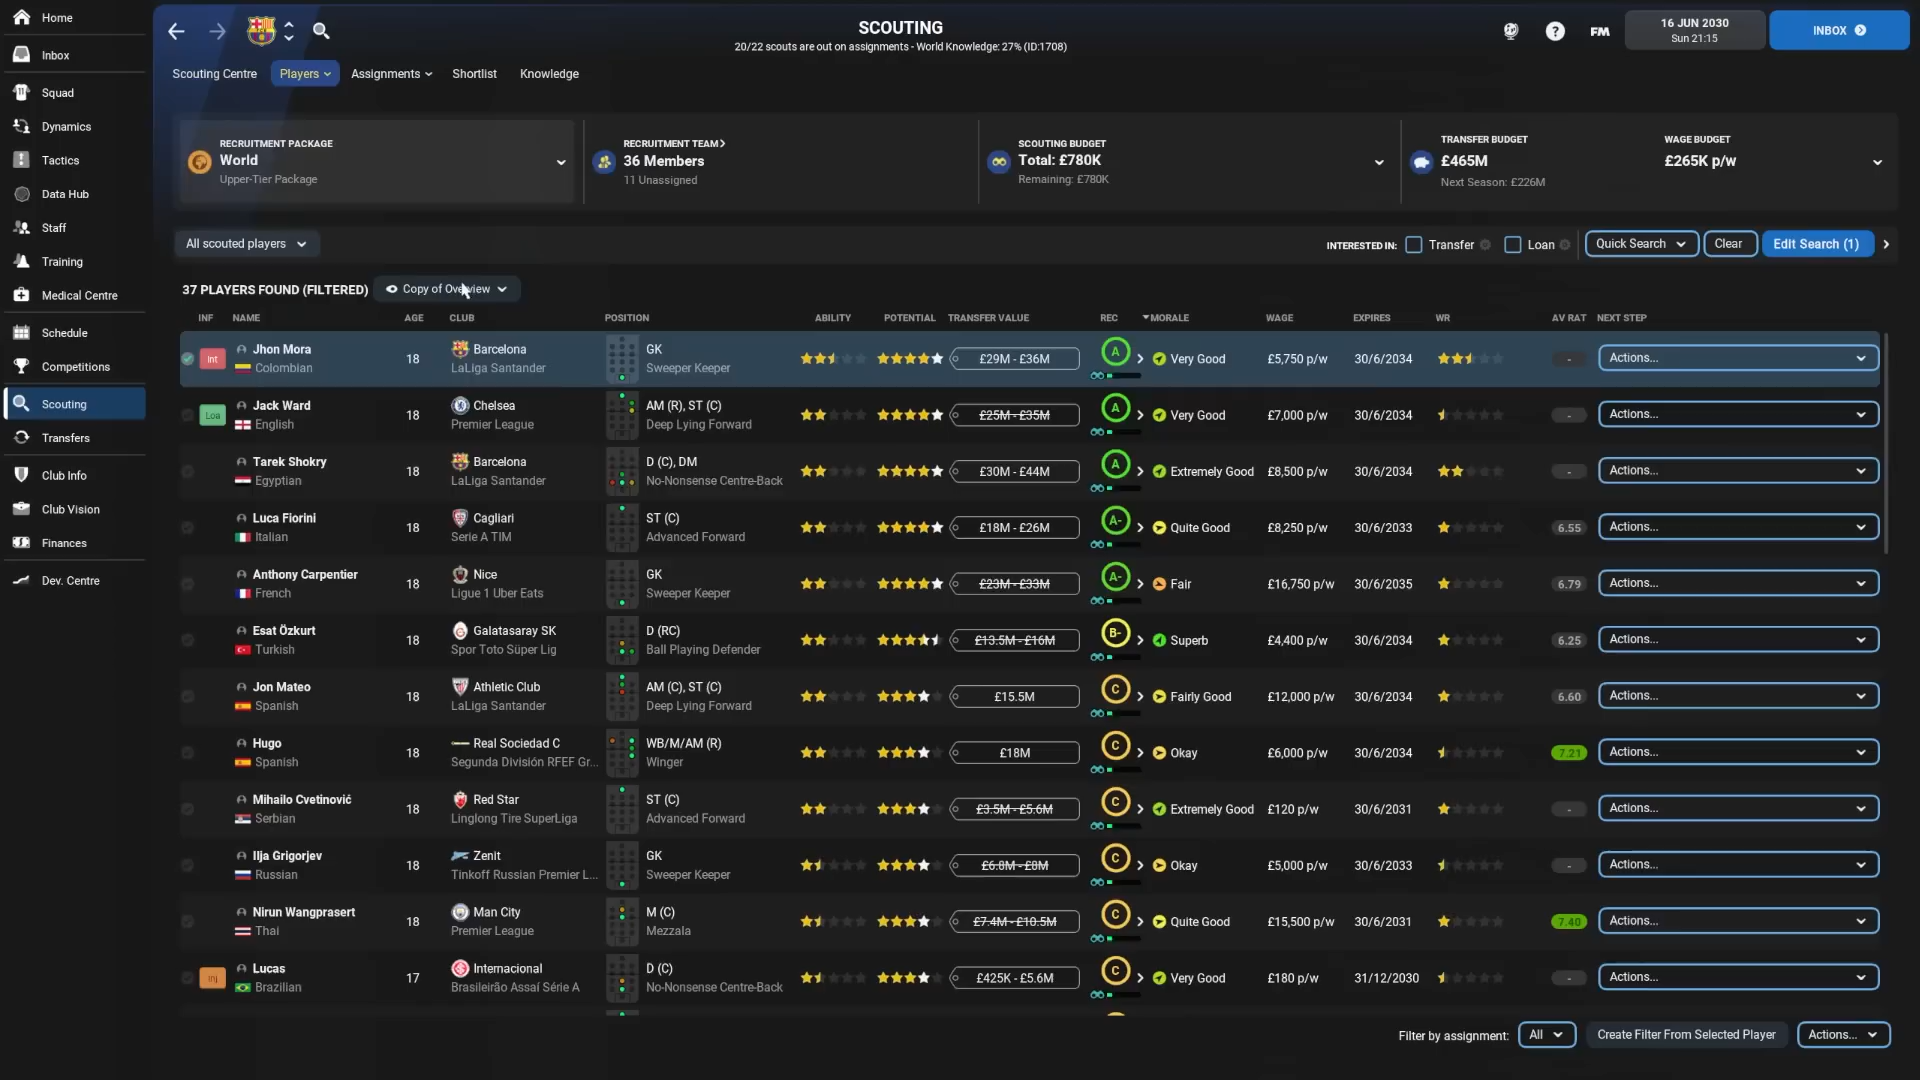 Home
Inbox
Squad
Dynamics
Tactics
Data Hub
Staff
Training
Medical Centre
Schedule
Competitions
Scouting
Transfers
Club Info
Club Vision
Finances
Dev. Centre
SCOUTING
20/22 scouts are out on assignments - World Knowledge: 27% (ID:1708)
FM
16 JUN 2030
Sun 21:15
INBOX
Scouting Centre Players Assignments Shortlist Knowledge
RECRUITMENT PACKAGE
World
Upper-Tier Package
RECRUITMENT TEAM
36 Members
11 Unassigned
SCOUTING BUDGET
Total: £780K
Remaining: £780K
TRANSFER BUDGET
£465M
Next Season: £226M
WAGE BUDGET
£265K p/w
All scouted players
INTERESTED IN: Transfer Loan Quick Search Clear Edit Search (1)
37 PLAYERS FOUND (FILTERED) Copy of Overview
INF NAME AGE CLUB POSITION ABILITY POTENTIAL TRANSFER VALUE REC MORALE WAGE EXPIRES WR AV RAT NEXT STEP
Int Jhon Mora 18 Barcelona GK £29M - £36M A Very Good £5,750 p/w 30/6/2034 - Actions...
Colombian LaLiga Santander Sweeper Keeper
Loa Jack Ward 18 Chelsea AM (R), ST (C) £25M - £35M A Very Good £7,000 p/w 30/6/2034 - Actions...
English Premier League Deep Lying Forward
Tarek Shokry 18 Barcelona D (C), DM £30M - £44M A Extremely Good £8,500 p/w 30/6/2034 - Actions...
Egyptian LaLiga Santander No-Nonsense Centre-Back
Luca Fiorini 18 Cagliari ST (C) £18M - £26M A- Quite Good £8,250 p/w 30/6/2033 6.55 Actions...
Italian Serie A TIM Advanced Forward
Anthony Carpentier 18 Nice GK £23M - £33M A- Fair £16,750 p/w 30/6/2035 6.79 Actions...
French Ligue 1 Uber Eats Sweeper Keeper
Esat Özkurt 18 Galatasaray SK D (RC) £13.5M - £16M B- Superb £4,400 p/w 30/6/2034 6.25 Actions...
Turkish Spor Toto Süper Lig Ball Playing Defender
Jon Mateo 18 Athletic Club AM (C), ST (C) £15.5M C Fairly Good £12,000 p/w 30/6/2034 6.60 Actions...
Spanish LaLiga Santander Deep Lying Forward
Hugo 18 Real Sociedad C WB/M/AM (R) £18M C Okay £6,000 p/w 30/6/2034 7.21 Actions...
Spanish Segunda División RFEF Gr... Winger
Mihailo Cvetinović 18 Red Star ST (C) £3.5M - £5.6M C Extremely Good £120 p/w 30/6/2031 - Actions...
Serbian Linglong Tire SuperLiga Advanced Forward
Ilja Grigorjev 18 Zenit GK £6.8M - £8M C Okay £5,000 p/w 30/6/2033 - Actions...
Russian Tinkoff Russian Premier L... Sweeper Keeper
Nirun Wangprasert 18 Man City M (C) £7.4M - £10.5M C Quite Good £15,500 p/w 30/6/2031 7.40 Actions...
Thai Premier League Mezzala
Inj Lucas 17 Internacional D (C) £425K - £5.6M C Very Good £180 p/w 31/12/2030 - Actions...
Brazilian Brasileirão Assaí Série A No-Nonsense Centre-Back
Filter by assignment: All Create Filter From Selected Player Actions...